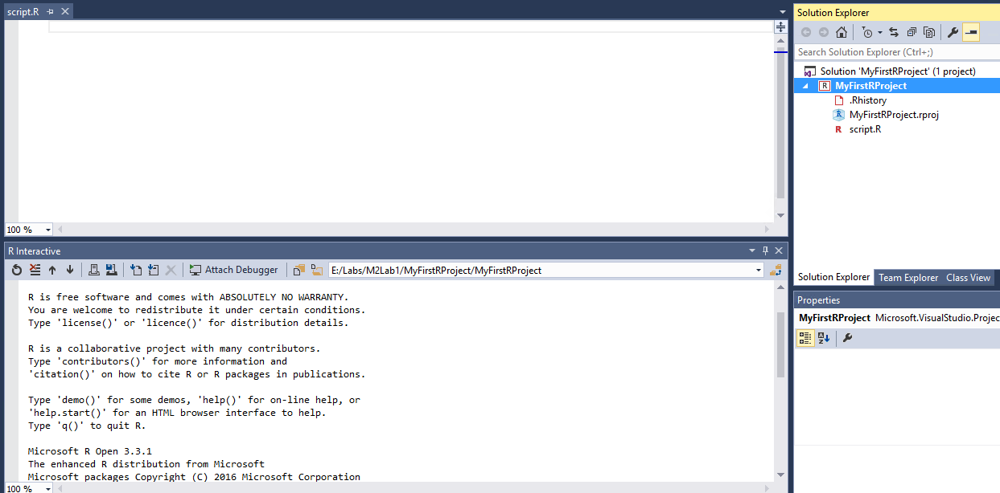 script.R
100 %
R Interactive
Attach Debugger
E:/Labs/M2Lab1/MyFirstRProject/MyFirstRProject
R is free software and comes with ABSOLUTELY NO WARRANTY.
You are welcome to redistribute it under certain conditions.
Type 'license()' or 'licence()' for distribution details.
R is a collaborative project with many contributors.
Type 'contributors()' for more information and
'citation()' on how to cite R or R packages in publications.
Type 'demo()' for some demos, 'help()' for on-line help, or
'help.start()' for an HTML browser interface to help.
Type 'q()' to quit R.
Microsoft R Open 3.3.1
The enhanced R distribution from Microsoft
Microsoft packages Copyright (C) 2016 Microsoft Corporation
100 %
Solution Explorer
Search Solution Explorer (Ctrl+;)
Solution 'MyFirstRProject' (1 project)
R MyFirstRProject
.Rhistory
R MyFirstRProject.rproj
R script.R
Solution Explorer Team Explorer Class View
Properties
MyFirstRProject Microsoft.VisualStudio.Projec